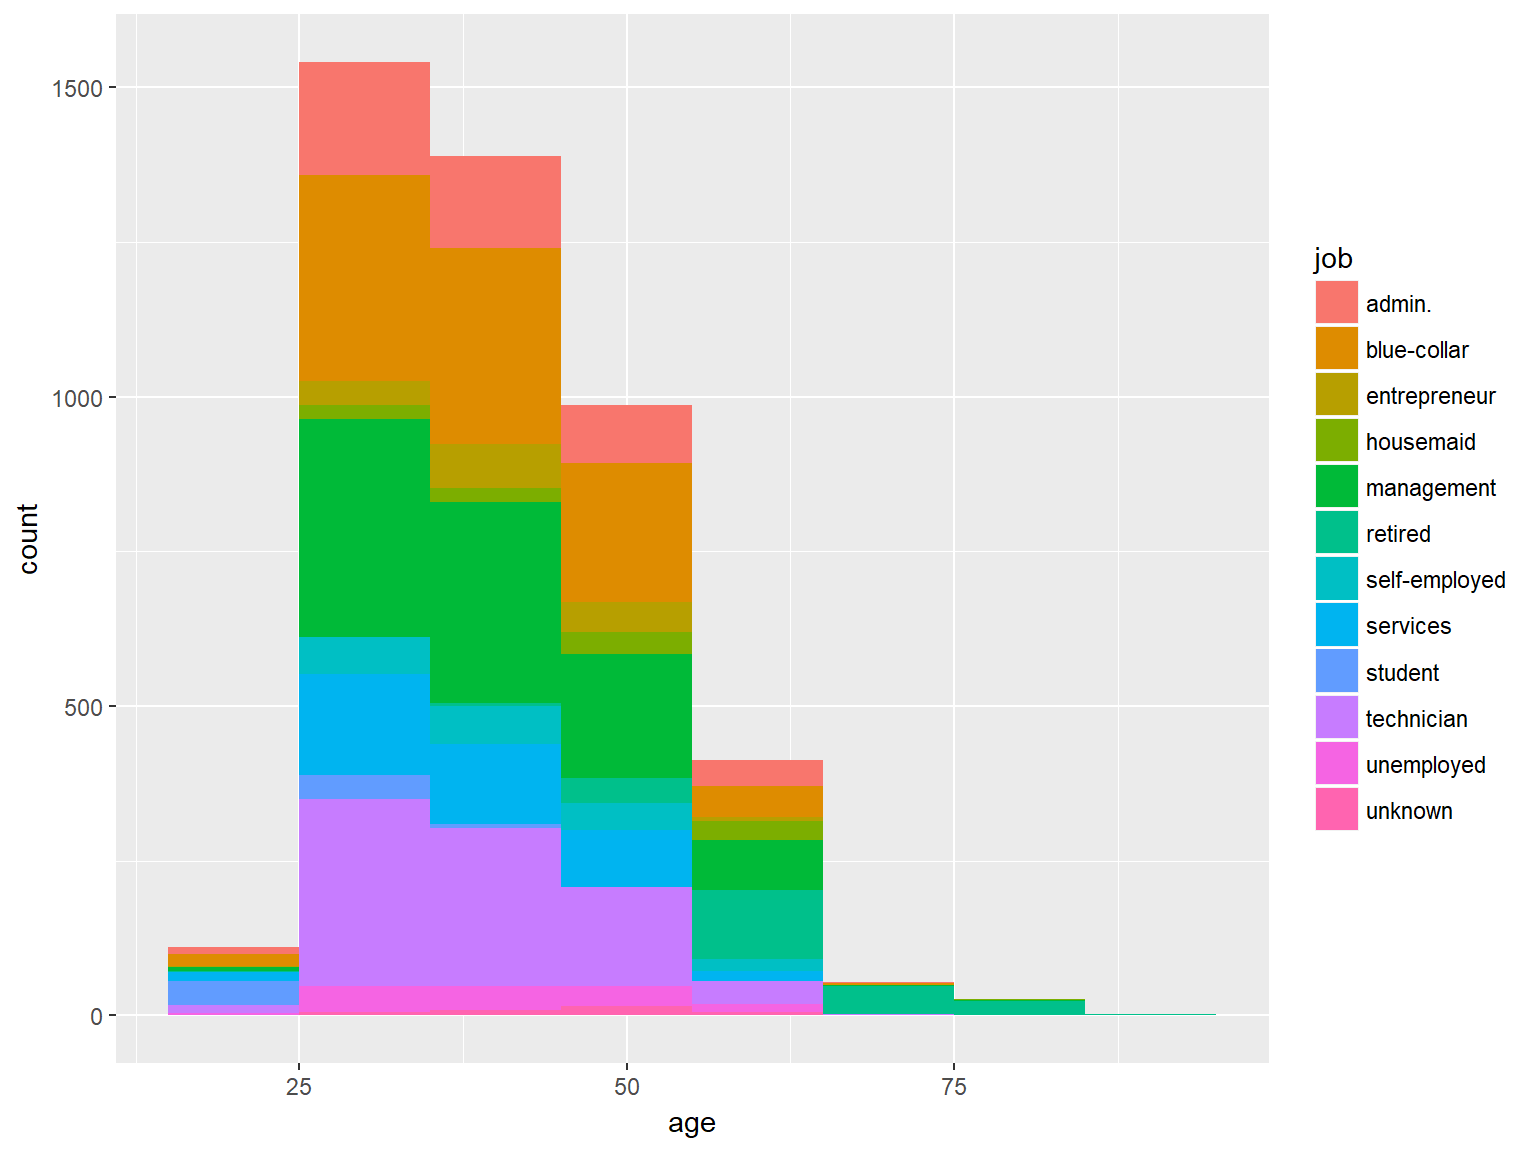 1500
1000
500
0
count
25
50
75
age
job
admin.
blue-collar
entrepreneur
housemaid
management
retired
self-employed
services
student
technician
unemployed
unknown